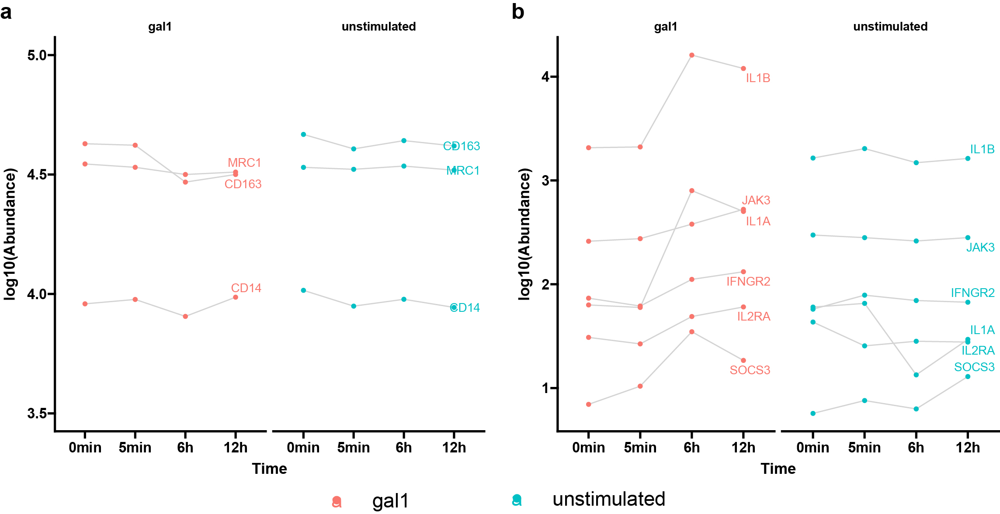 a
b
gal1
unstimulated
gal1
unstimulated
log10(Abundance)
5.0
4.5
4.0
3.5
MRC1
CD163
CD14
CD163
MRC1
CD14
0min 5min 6h 12h
0min 5min 6h 12h
Time
log10(Abundance)
4
3
2
1
IL1B
JAK3
IL1A
IFNGR2
IL2RA
SOCS3
IL1B
JAK3
IFNGR2
IL1A
IL2RA
SOCS3
0min 5min 6h 12h
0min 5min 6h 12h
Time
a gal1
a unstimulated